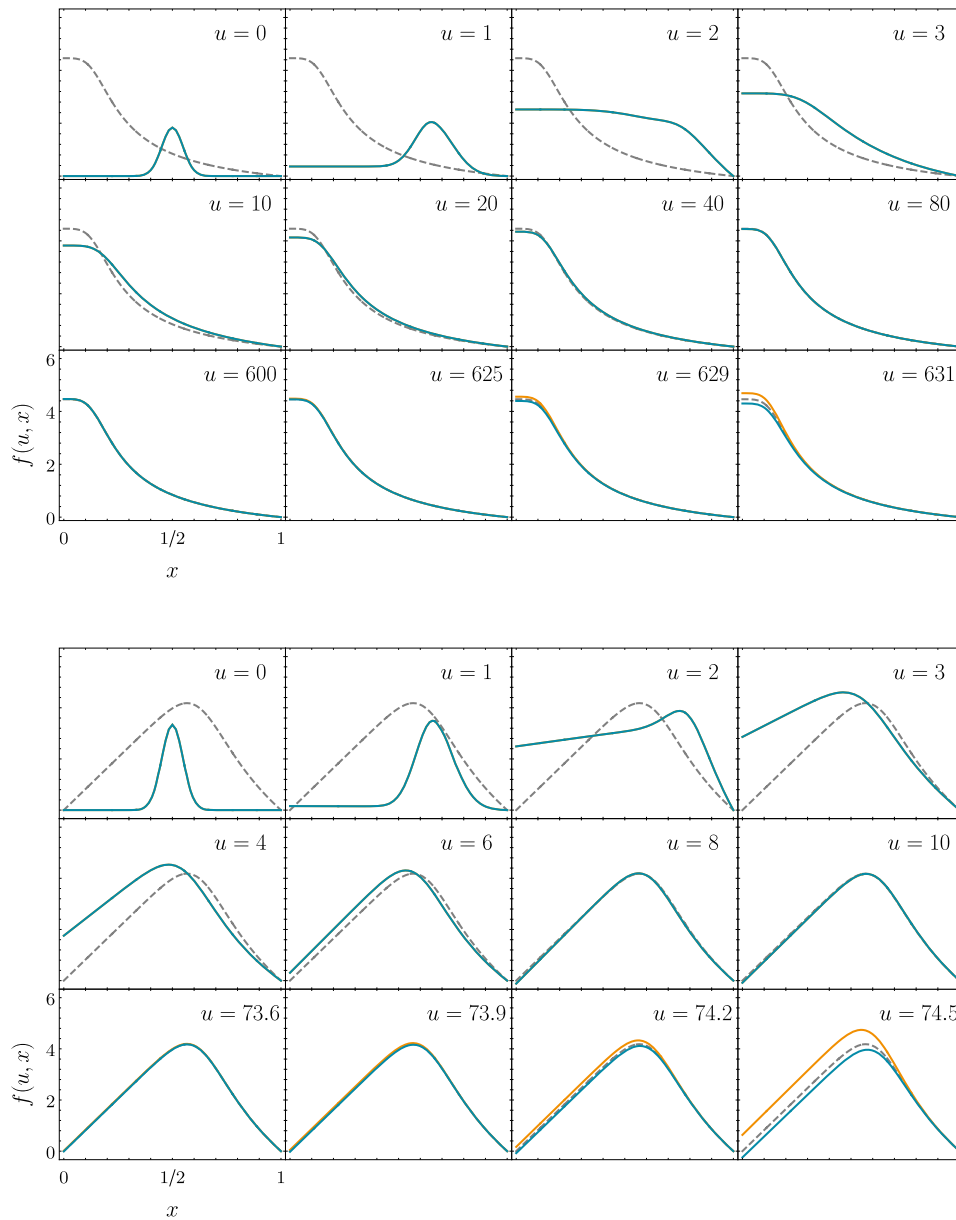 u = 0
u = 1
u = 2
u = 3
u = 10
u = 20
u = 40
u = 80
u = 600
u = 625
u = 629
u = 631
6
4
2
0
f(u, x)
0
1/2
1
x
u = 0
u = 1
u = 2
u = 3
u = 4
u = 6
u = 8
u = 10
u = 73.6
u = 73.9
u = 74.2
u = 74.5
6
4
2
0
f(u, x)
0
1/2
1
x